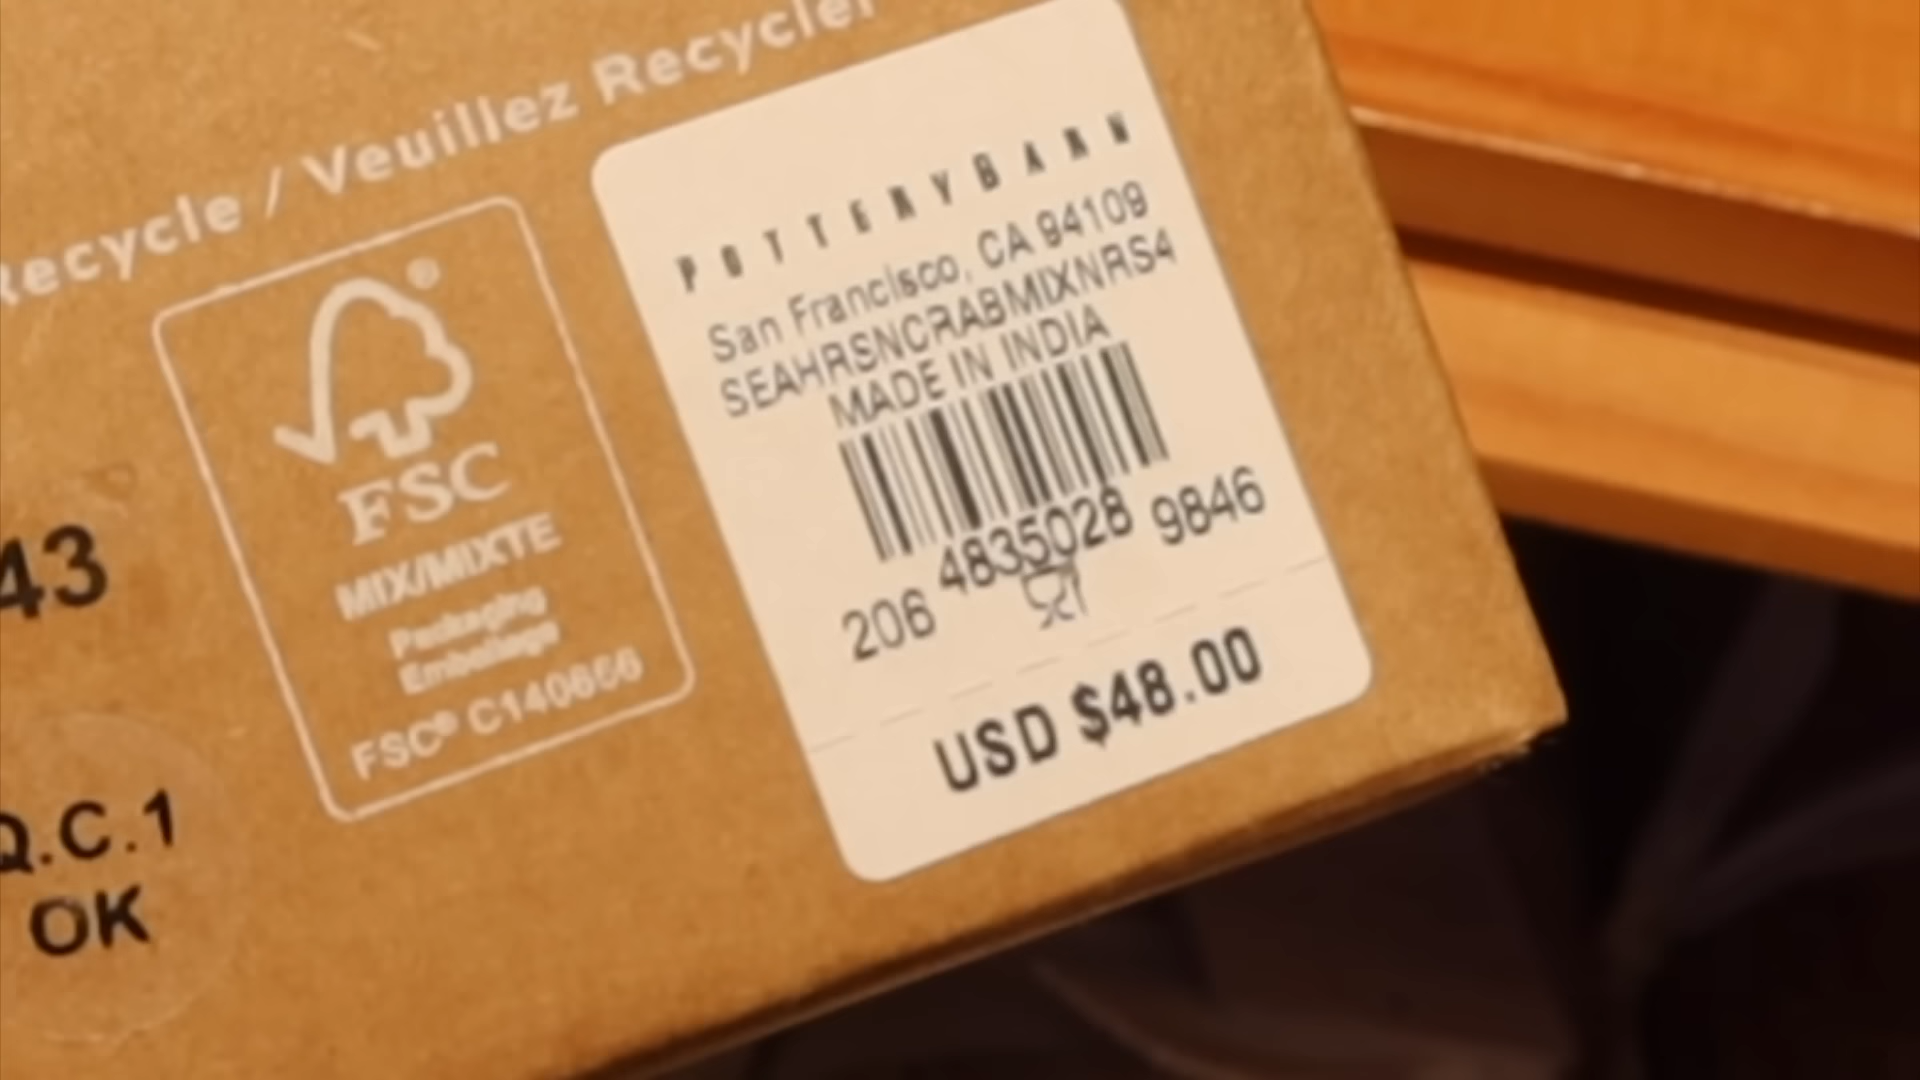 Recycle / Veuillez Recycler
FSC®
MIX/MIXTE
Packaging
Emballage
FSC® C140656
43
Q.C.1
OK
POTTERYBARN
San Francisco, CA 94109
SEAHRSNCRABMIXNRS4
MADE IN INDIA
206 4835028 9846
USD $48.00